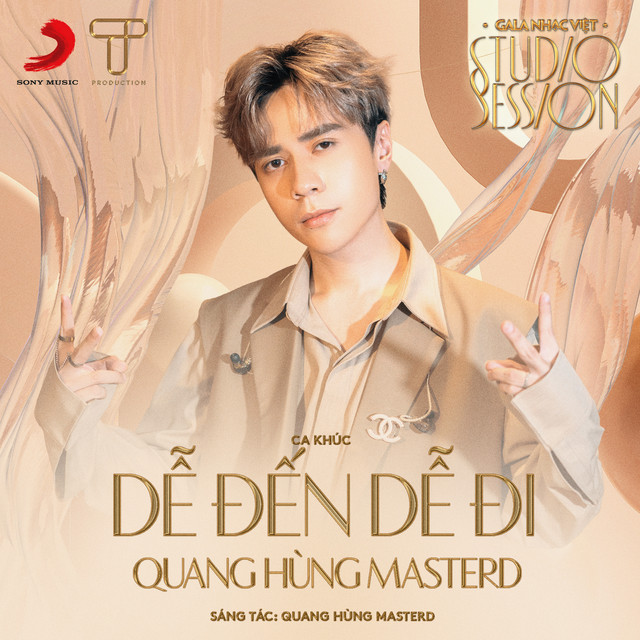 SONY MUSIC
T
PRODUCTION
· GALA NHẠC VIỆT ·
STUDIO
SESSION
CA KHÚC
DỄ ĐẾN DỄ ĐI
QUANG HÙNG MASTERD
SÁNG TÁC: QUANG HÙNG MASTERD